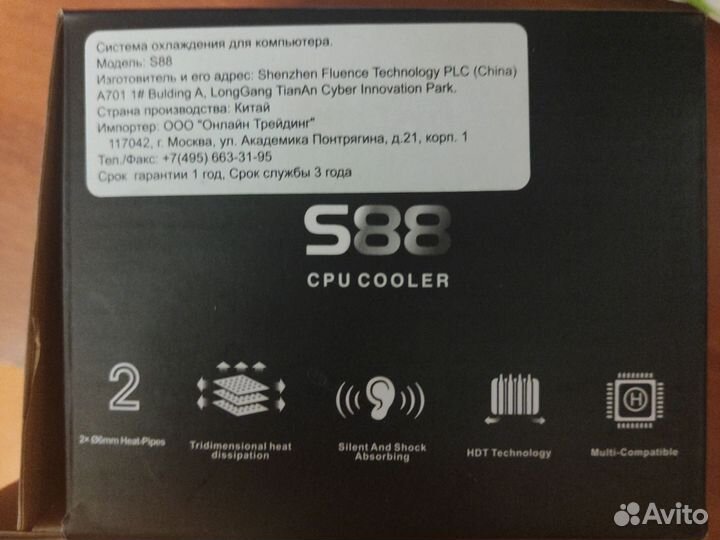 Система охлаждения для компьютера.
Модель: S88
Изготовитель и его адрес: Shenzhen Fluence Technology PLC (China)
A701 1# Bulding A, LongGang TianAn Cyber Innovation Park.
Страна производства: Китай
Импортер: ООО "Онлайн Трейдинг"
117042, г. Москва, ул. Академика Понтрягина, д.21, корп. 1
Тел./Факс: +7(495) 663-31-95
Срок гарантии 1 год, Срок службы 3 года
S88
CPU COOLER
2
2× Ø6mm Heat-Pipes
Tridimensional heat
dissipation
Silent And Shock
Absorbing
HDT Technology
H
Multi-Compatible
Avito